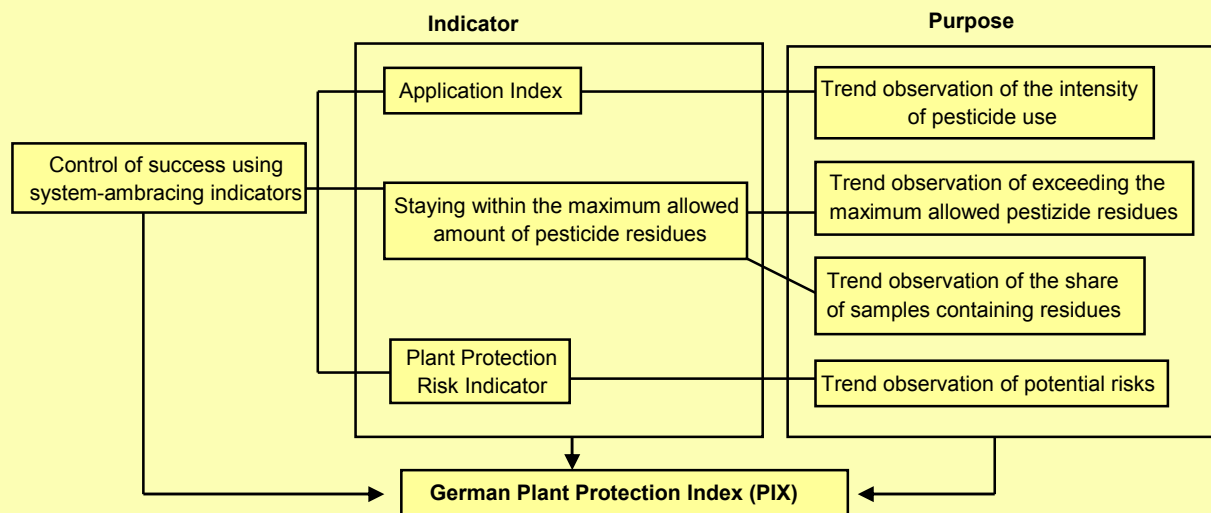 Indicator
Purpose
Control of success using
system-ambracing indicators
Application Index
Trend observation of the intensity
of pesticide use
Staying within the maximum allowed
amount of pesticide residues
Trend observation of exceeding the
maximum allowed pestizide residues
Trend observation of the share
of samples containing residues
Plant Protection
Risk Indicator
Trend observation of potential risks
German Plant Protection Index (PIX)